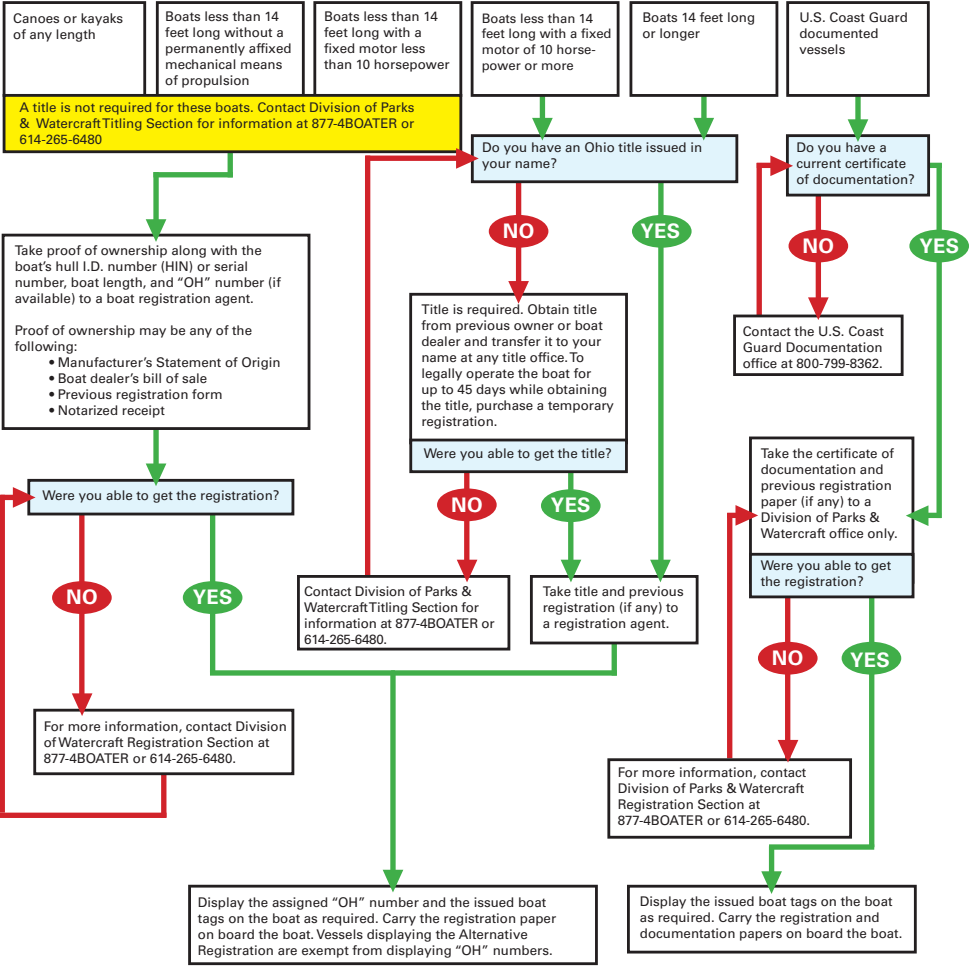 Canoes or kayaks
of any length
Boats less than 14
feet long without a
permanently affixed
mechanical means
of propulsion
Boats less than 14
feet long with a
fixed motor less
than 10 horsepower
Boats less than 14
feet long with a fixed
motor of 10 horse-
power or more
Boats 14 feet long
or longer
U.S. Coast Guard
documented
vessels
A title is not required for these boats. Contact Division of Parks
& Watercraft Titling Section for information at 877-4BOATER or
614-265-6480
Do you have an Ohio title issued in
your name?
Do you have a
current certificate
of documentation?
NO
YES
NO
YES
Take proof of ownership along with the
boat's hull I.D. number (HIN) or serial
number, boat length, and "OH" number (if
available) to a boat registration agent.
Proof of ownership may be any of the
following:
• Manufacturer's Statement of Origin
• Boat dealer's bill of sale
• Previous registration form
• Notarized receipt
Title is required. Obtain title
from previous owner or boat
dealer and transfer it to your
name at any title office. To
legally operate the boat for
up to 45 days while obtaining
the title, purchase a temporary
registration.
Were you able to get the title?
Contact the U.S. Coast
Guard Documentation
office at 800-799-8362.
Take the certificate of
documentation and
previous registration
paper (if any) to a
Division of Parks &
Watercraft office only.
Were you able to get
the registration?
Were you able to get the registration?
NO
YES
NO
YES
Contact Division of Parks &
Watercraft Titling Section for
information at 877-4BOATER or
614-265-6480.
Take title and previous
registration (if any) to
a registration agent.
NO
YES
For more information, contact Division
of Watercraft Registration Section at
877-4BOATER or 614-265-6480.
For more information, contact
Division of Parks & Watercraft
Registration Section at
877-4BOATER or 614-265-6480.
Display the assigned "OH" number and the issued boat
tags on the boat as required. Carry the registration paper
on board the boat. Vessels displaying the Alternative
Registration are exempt from displaying "OH" numbers.
Display the issued boat tags on the boat
as required. Carry the registration and
documentation papers on board the boat.